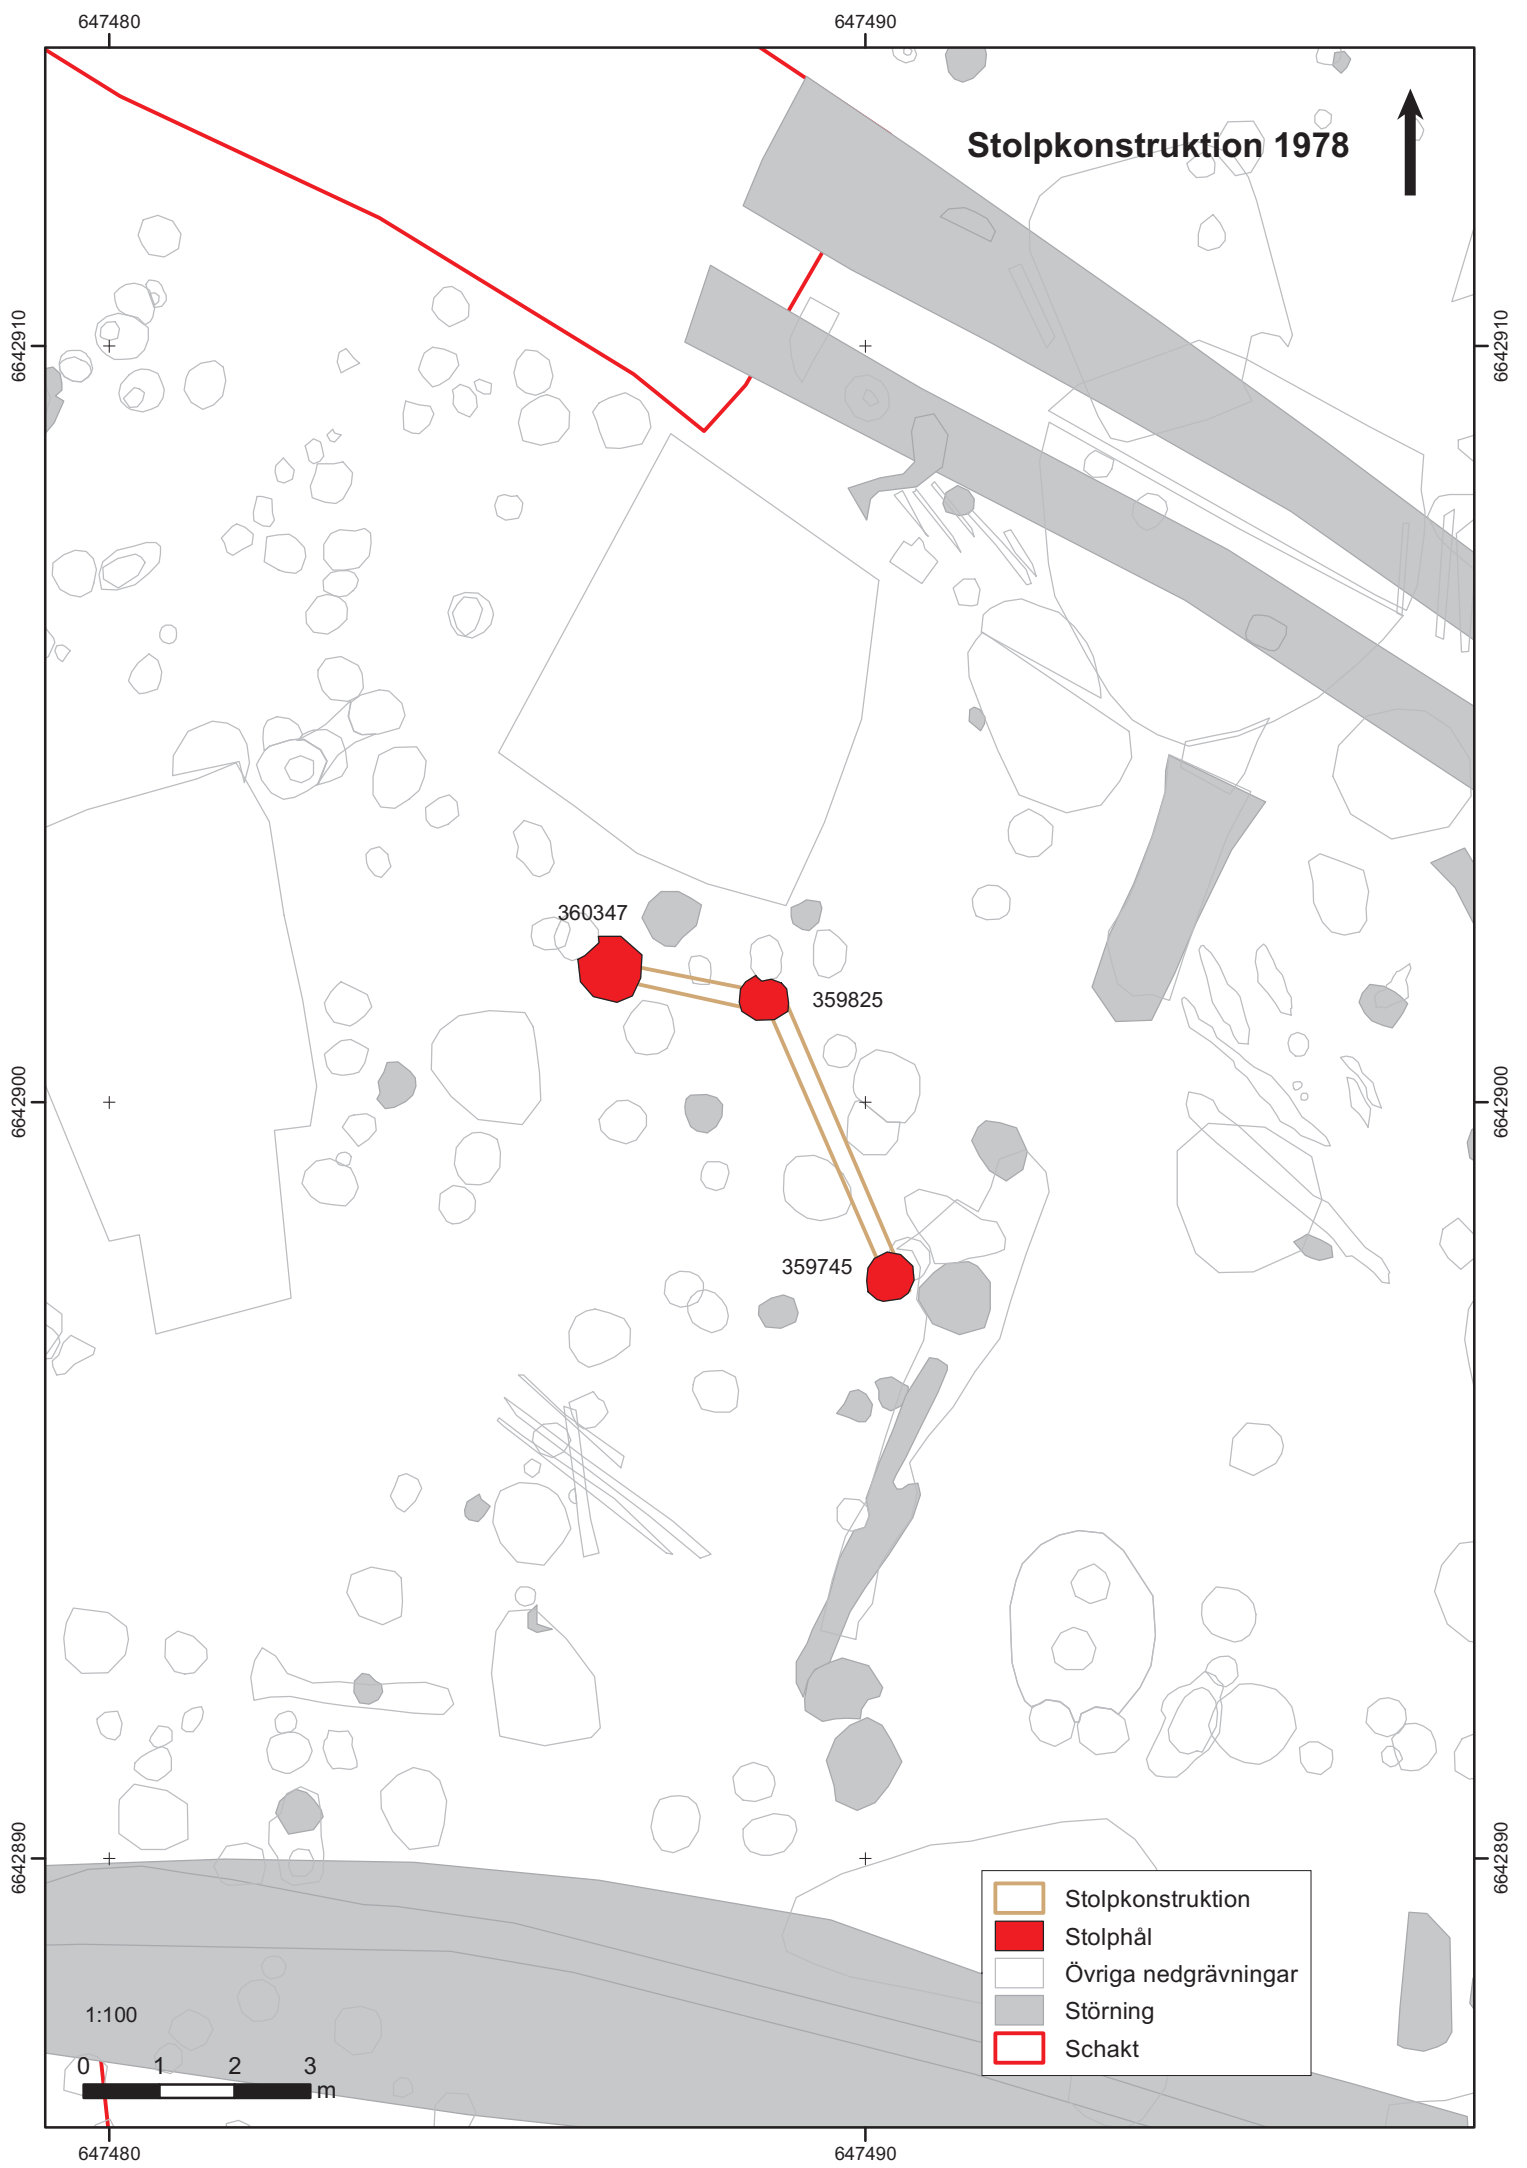 647480
647490
Stolpkonstruktion 1978
6642910
6642910
360347
359825
6642900
6642900
359745
6642890
6642890
Stolpkonstruktion
Stolphål
Övriga nedgrävningar
Störning
Schakt
1:100
0 1 2 3
m
647480
647490